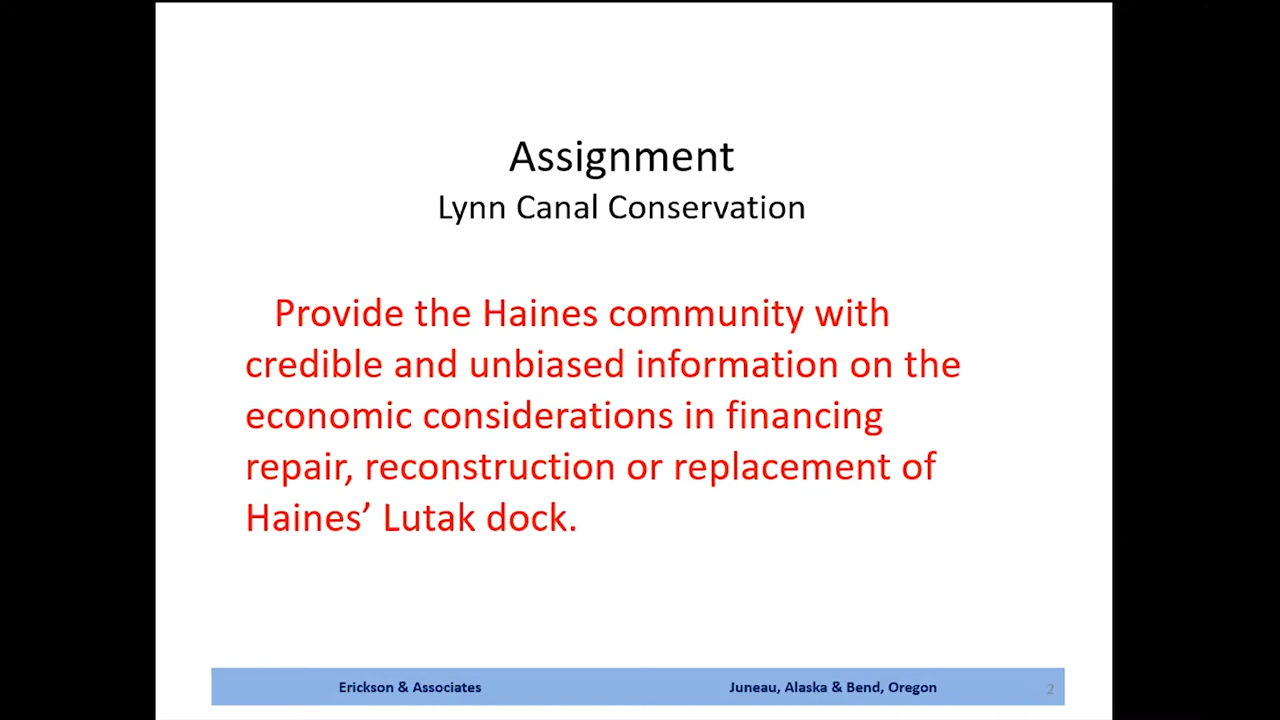 Assignment
Lynn Canal Conservation
Provide the Haines community with
credible and unbiased information on the
economic considerations in financing
repair, reconstruction or replacement of
Haines’ Lutak dock.
Erickson & Associates Juneau, Alaska & Bend, Oregon 2